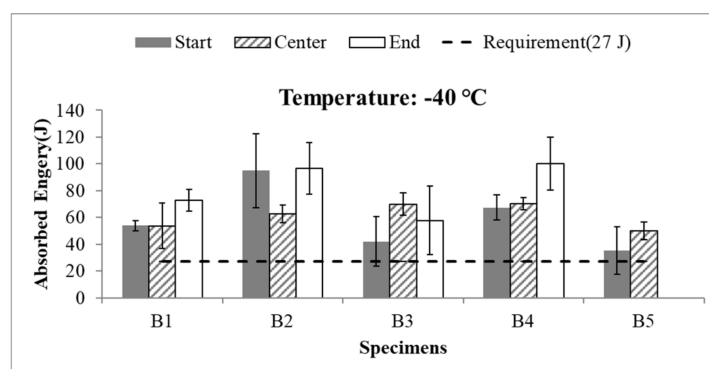 Start Center End Requirement(27 J)
Temperature: -40 °C
140
120
100
80
60
40
20
0
Absorbed Engery(J)
B1 B2 B3 B4 B5
Specimens